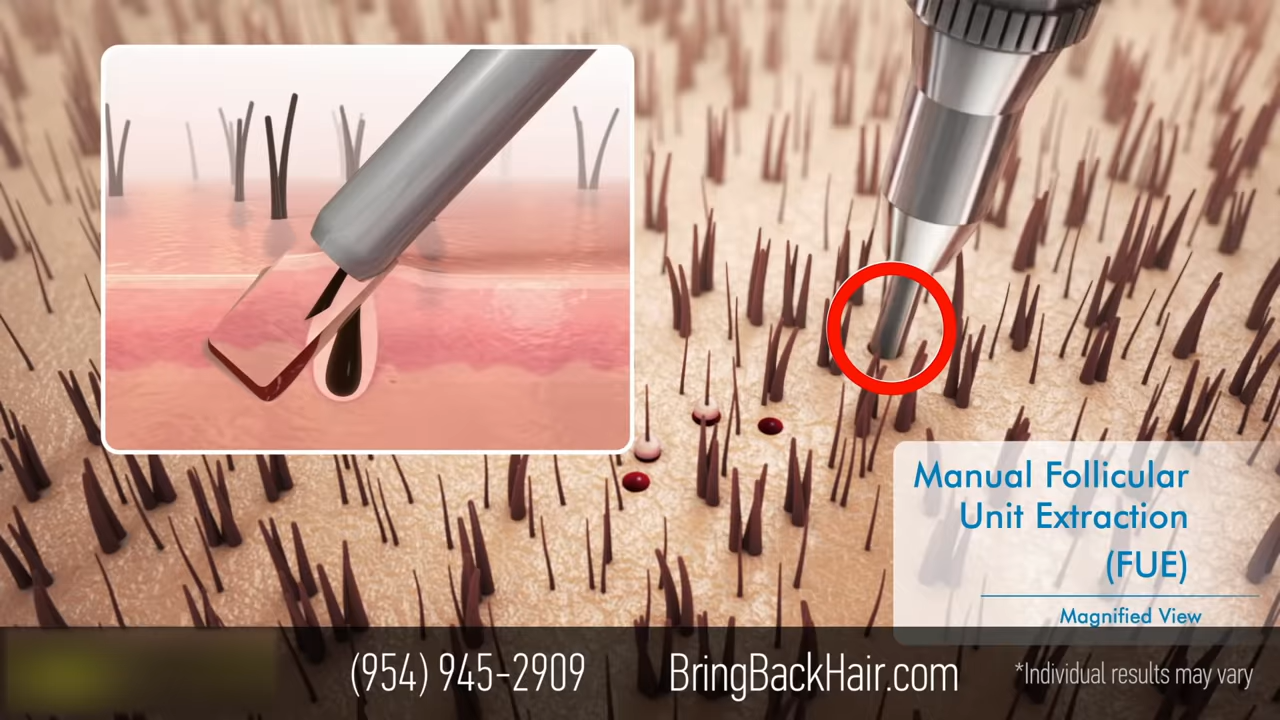 Manual Follicular
Unit Extraction
(FUE)
Magnified View
(954) 945-2909
BringBackHair.com
*Individual results may vary